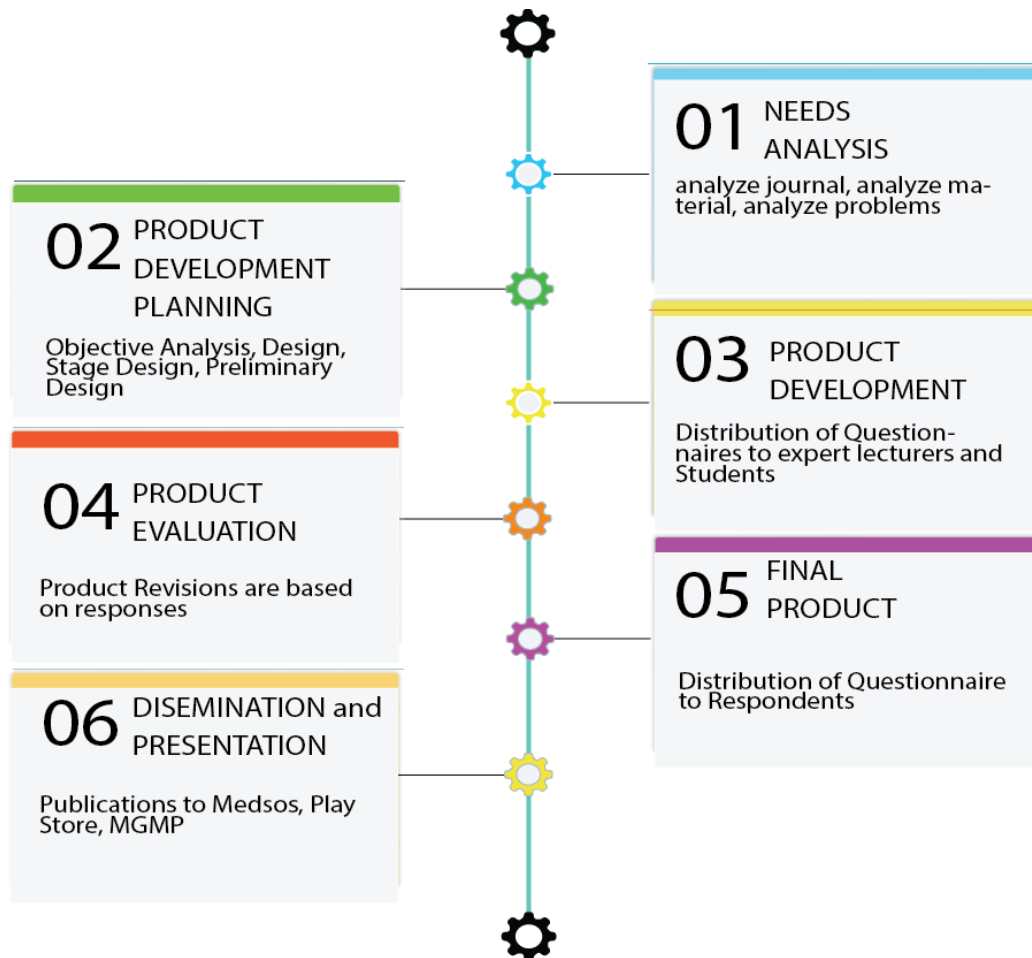 01 NEEDS
ANALYSIS
analyze journal, analyze ma-
terial, analyze problems
02 PRODUCT
DEVELOPMENT
PLANNING
Objective Analysis, Design,
Stage Design, Preliminary
Design
03 PRODUCT
DEVELOPMENT
Distribution of Question-
naires to expert lecturers and
Students
04 PRODUCT
EVALUATION
Product Revisions are based
on responses
05 FINAL
PRODUCT
Distribution of Questionnaire
to Respondents
06 DISEMINATION and
PRESENTATION
Publications to Medsos, Play
Store, MGMP